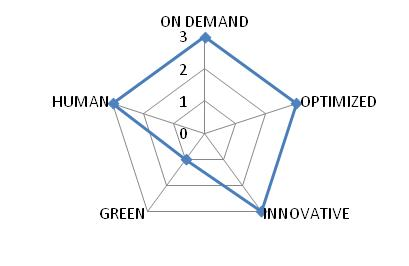 ON DEMAND
3
2
HUMAN
OPTIMIZED
1
0
GREEN
INNOVATIVE